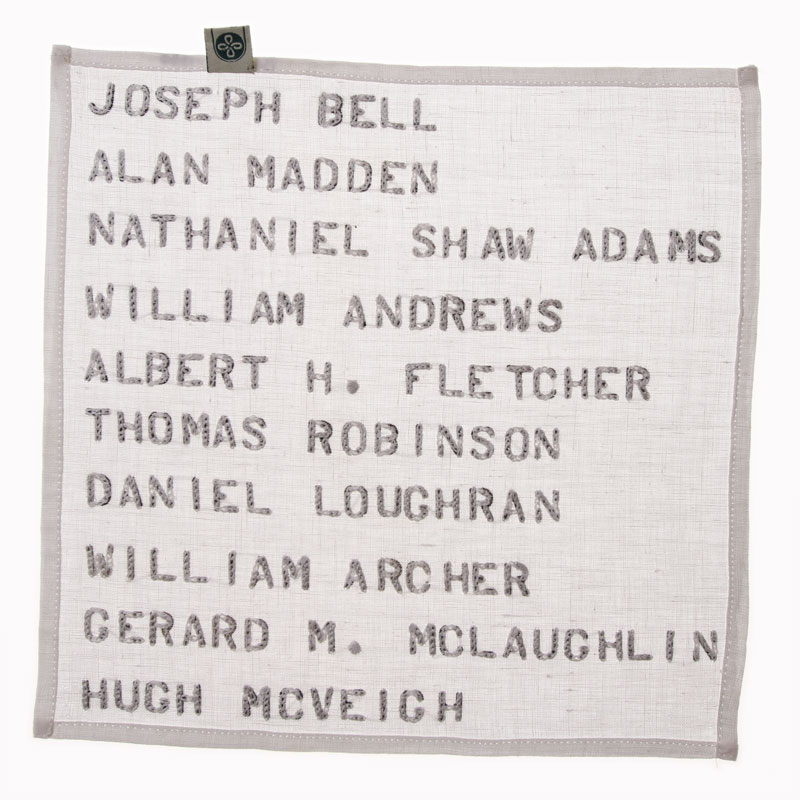 JOSEPH BELL
ALAN MADDEN
NATHANIEL SHAW ADAMS
WILLIAM ANDREWS
ALBERT H. FLETCHER
THOMAS ROBINSON
DANIEL LOUGHRAN
WILLIAM ARCHER
GERARD M. MCLAUGHLIN
HUGH MCVEIGH